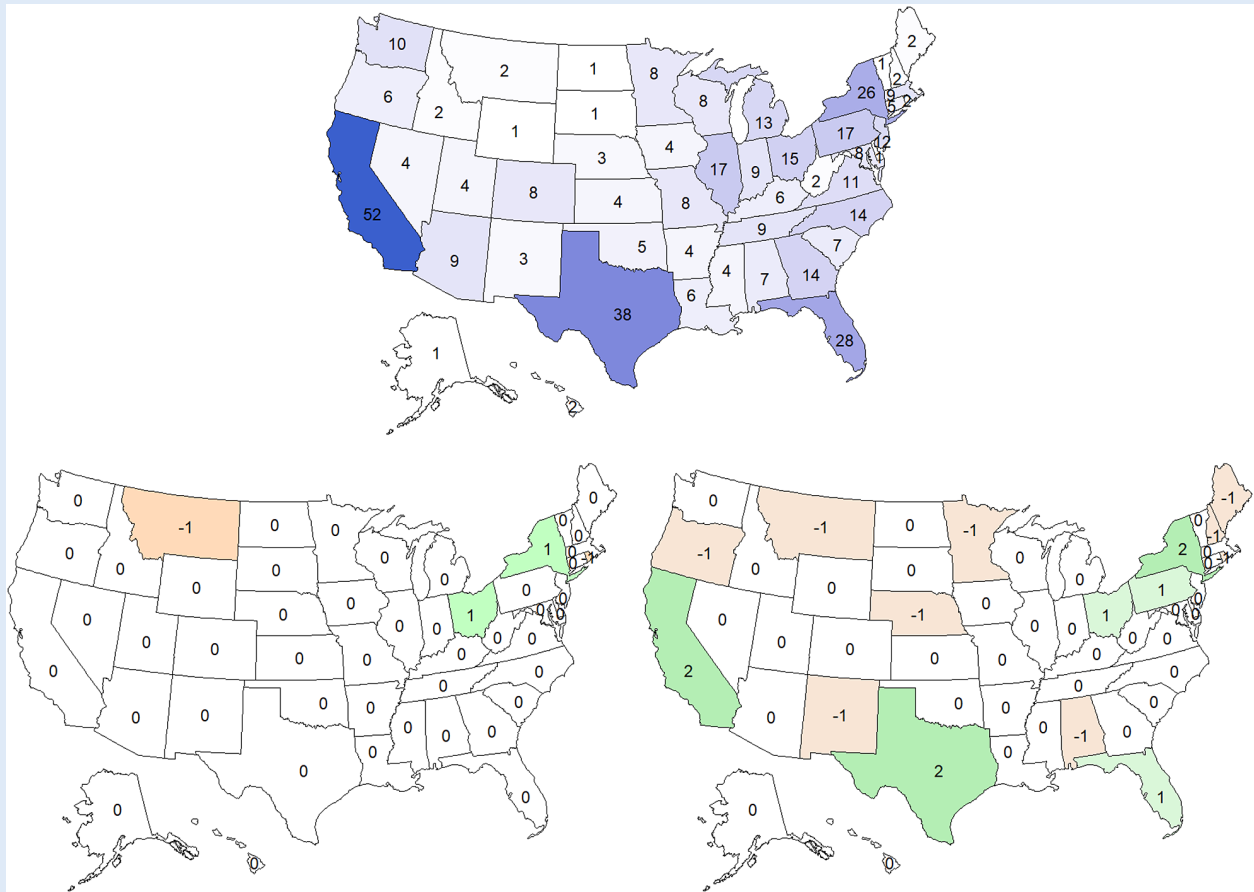 10 2 1 8 1 2 2
6 2 1 8 13 26 9 2 5
1 3 4 17 12 8 1
4 4 8 4 8 17 9 15 2 11
52 6 14
9 3 5 4 9 7
4 7 14
38 6 28
1
2
0 -1 0 0 0 0 0
0 0 0 0 0 0 1 0 -1 0
0 0 0 0 0 0 0
0 0 0 0 0 0 0 1 0 0
0 0 0
0 0 0 0 0 0
0 0 0
0 0 0
0
0
0 -1 0 -1 0 -1 -1
-1 0 0 0 0 2 0 -1 0
0 -1 0 1 0 0 0
0 0 0 0 0 0 0 1 0 0
2 0 0
0 -1 0 0 0 0
0 -1 0
2 0 1
0
0